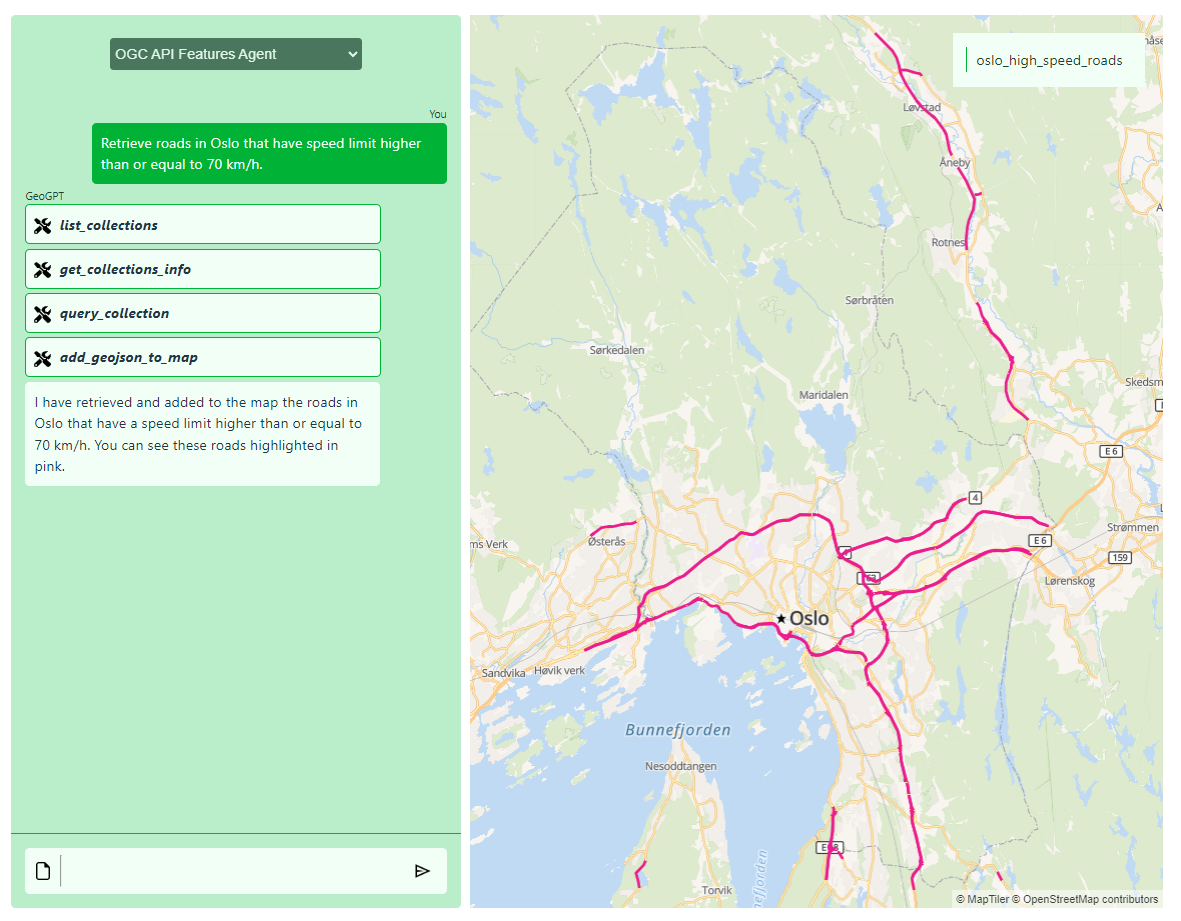 OGC API Features Agent
You
Retrieve roads in Oslo that have speed limit higher
than or equal to 70 km/h.
GeoGPT
list_collections
get_collections_info
query_collection
add_geojson_to_map
I have retrieved and added to the map the roads in
Oslo that have a speed limit higher than or equal to
70 km/h. You can see these roads highlighted in
pink.
oslo_high_speed_roads
Løvstad
Åneby
Rotnes
Sørbråten
Sørkedalen
Skedsm
Maridalen
E 6
4
Strømmen
ms Verk
Østerås
E 6
159
Lørenskog
Oslo
Sandvika
Høvik verk
Bunnefjorden
Nesoddtangen
Torvik
© MapTiler © OpenStreetMap contributors